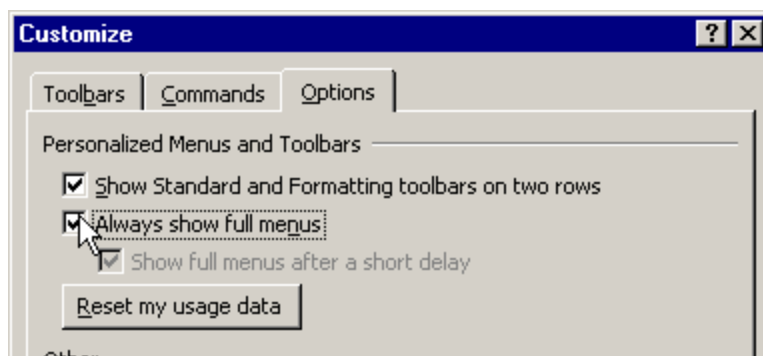 Customize
Toolbars Commands Options
Personalized Menus and Toolbars
Show Standard and Formatting toolbars on two rows
Always show full menus
Show full menus after a short delay
Reset my usage data
Other